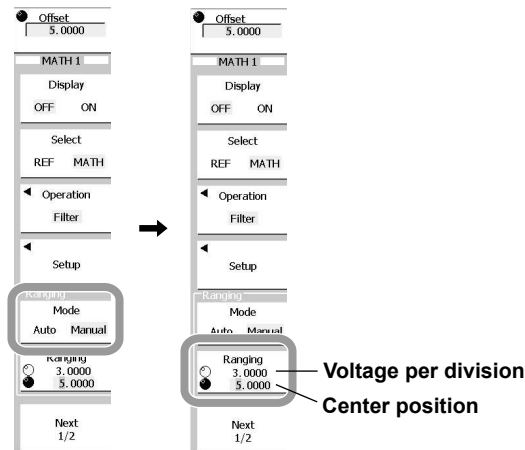 Offset
5.0000
MATH 1
Display
OFF ON
Select
REF MATH
Operation
Filter
Setup
Ranging
Mode
Auto Manual
Ranging
3.0000
5.0000
Next
1/2
Offset
5.0000
MATH 1
Display
OFF ON
Select
REF MATH
Operation
Filter
Setup
Ranging
Mode
Auto Manual
Ranging
3.0000
5.0000
Next
1/2
Voltage per division
Center position